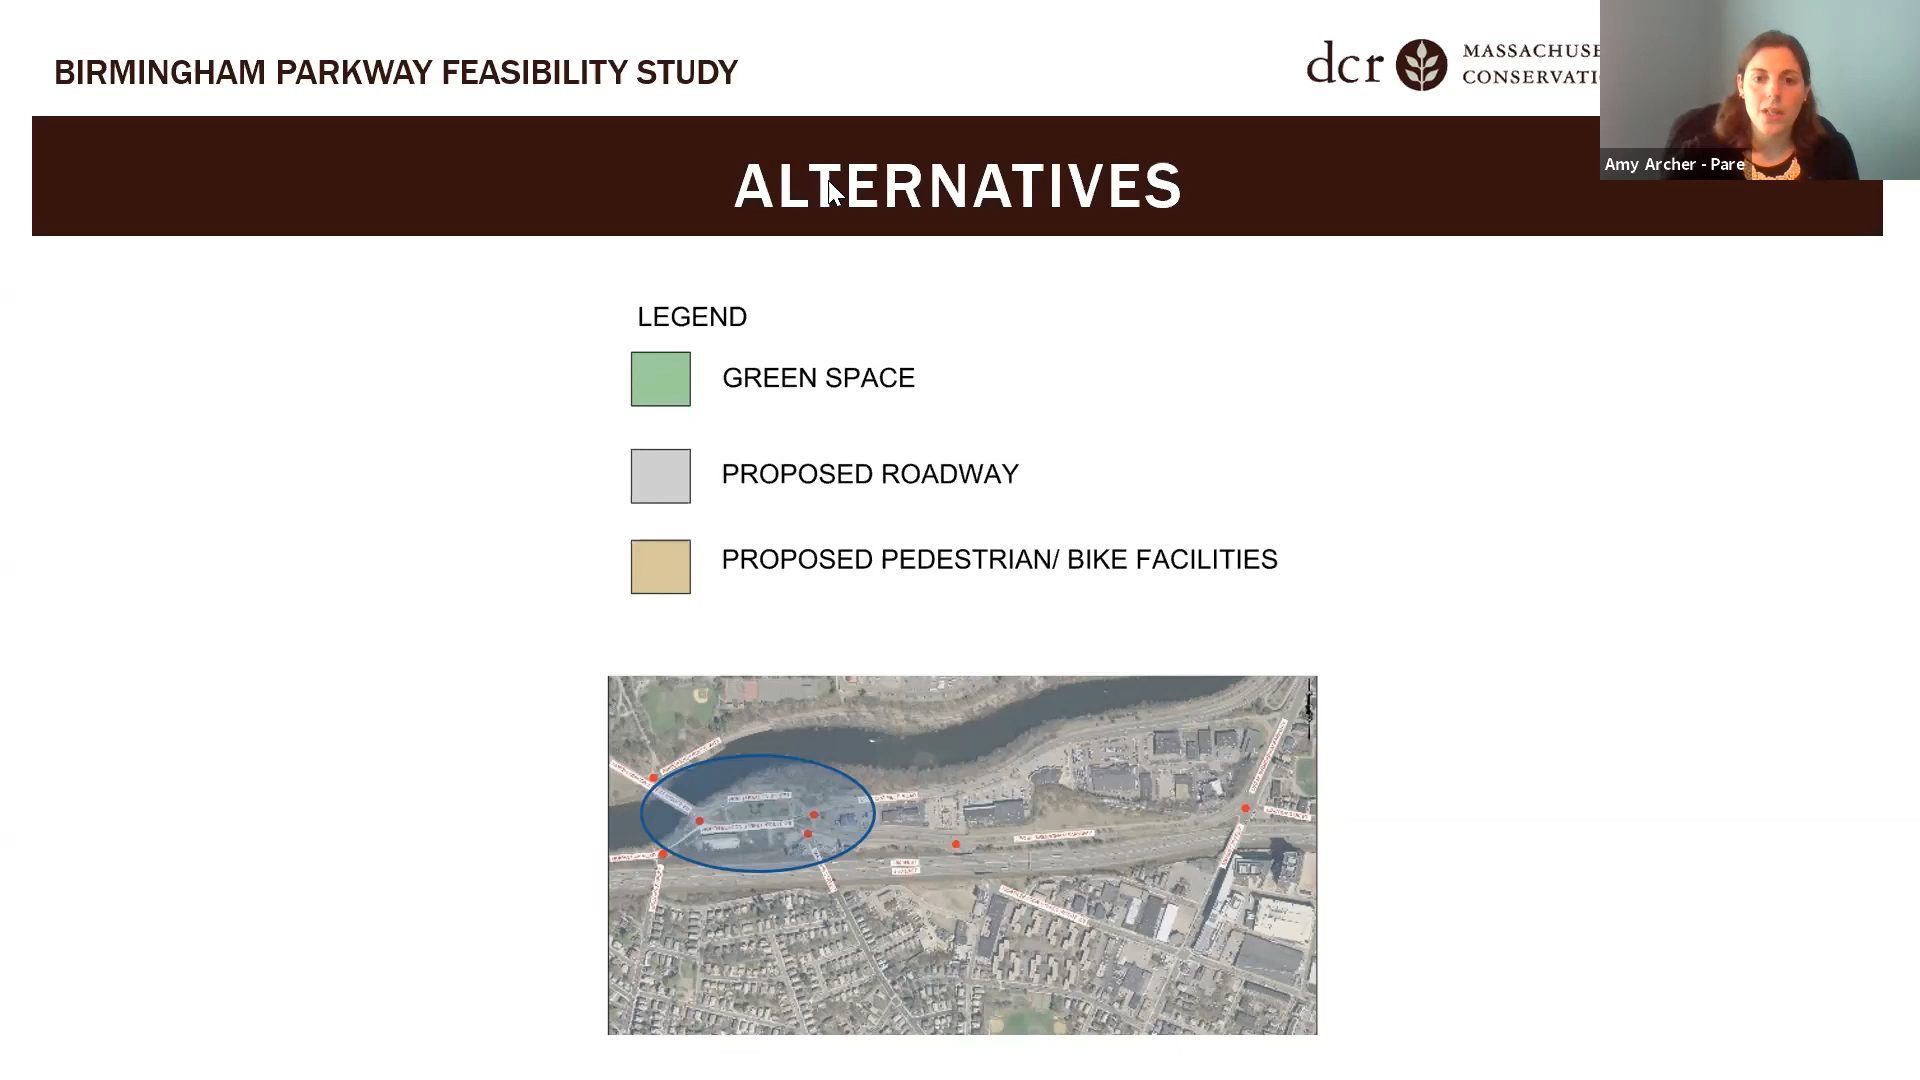 BIRMINGHAM PARKWAY FEASIBILITY STUDY
dcr
MASSACHUSE
CONSERVATI
Amy Archer - Pare
ALTERNATIVES
LEGEND
GREEN SPACE
PROPOSED ROADWAY
PROPOSED PEDESTRIAN/ BIKE FACILITIES